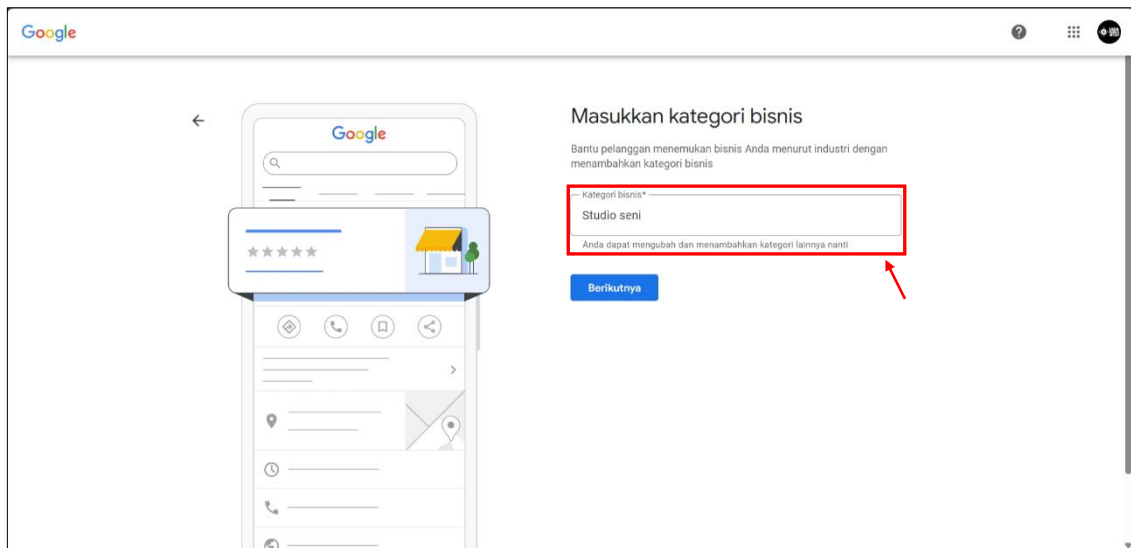 Google
Google
Masukkan kategori bisnis
Bantu pelanggan menemukan bisnis Anda menurut industri dengan
menambahkan kategori bisnis
Kategori bisnis*
Studio seni
Anda dapat mengubah dan menambahkan kategori lainnya nanti
Berikutnya